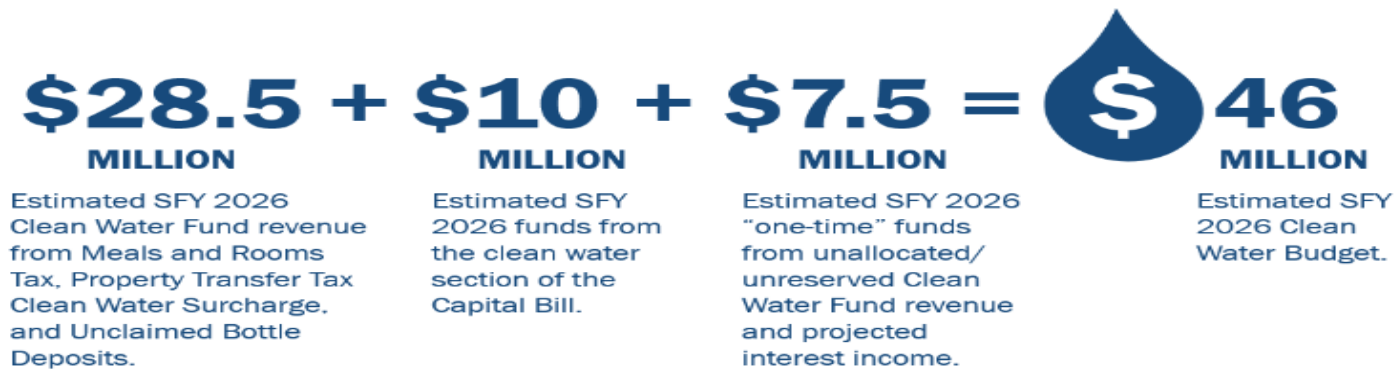 $28.5 + $10 + $7.5 = $ 46
MILLION MILLION MILLION MILLION
Estimated SFY 2026
Clean Water Fund revenue
from Meals and Rooms
Tax, Property Transfer Tax
Clean Water Surcharge,
and Unclaimed Bottle
Deposits.
Estimated SFY
2026 funds from
the clean water
section of the
Capital Bill.
Estimated SFY 2026
“one-time” funds
from unallocated/
unreserved Clean
Water Fund revenue
and projected
interest income.
Estimated SFY
2026 Clean
Water Budget.